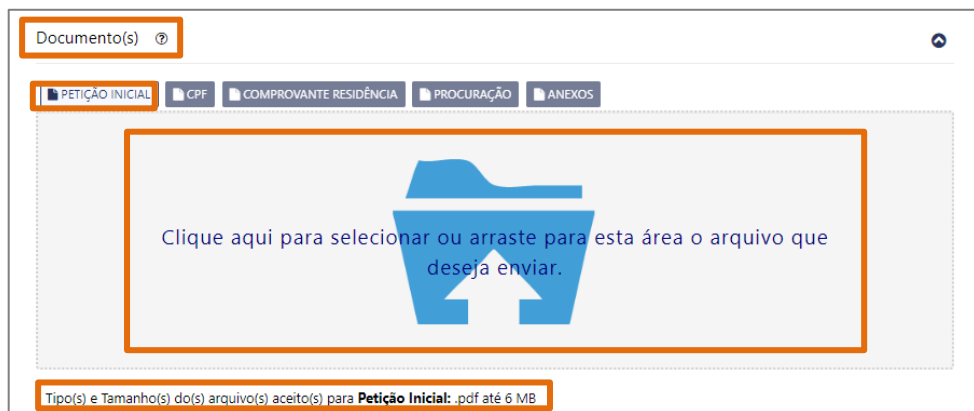 Documento(s) ?
PETIÇÃO INICIAL CPF COMPROVANTE RESIDÊNCIA PROCURAÇÃO ANEXOS
Clique aqui para selecionar ou arraste para esta área o arquivo que
deseja enviar.
Tipo(s) e Tamanho(s) do(s) arquivo(s) aceito(s) para Petição Inicial: .pdf até 6 MB